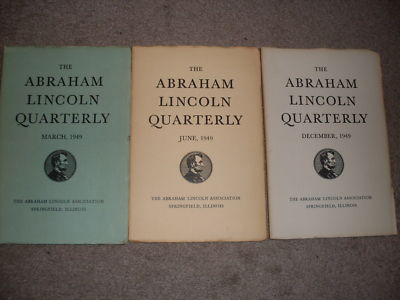 THE
ABRAHAM
LINCOLN
QUARTERLY
MARCH, 1949
THE ABRAHAM LINCOLN ASSOCIATION
SPRINGFIELD, ILLINOIS
THE
ABRAHAM
LINCOLN
QUARTERLY
JUNE, 1949
THE ABRAHAM LINCOLN ASSOCIATION
SPRINGFIELD, ILLINOIS
THE
ABRAHAM
LINCOLN
QUARTERLY
DECEMBER, 1949
THE ABRAHAM LINCOLN ASSOCIATION
SPRINGFIELD, ILLINOIS